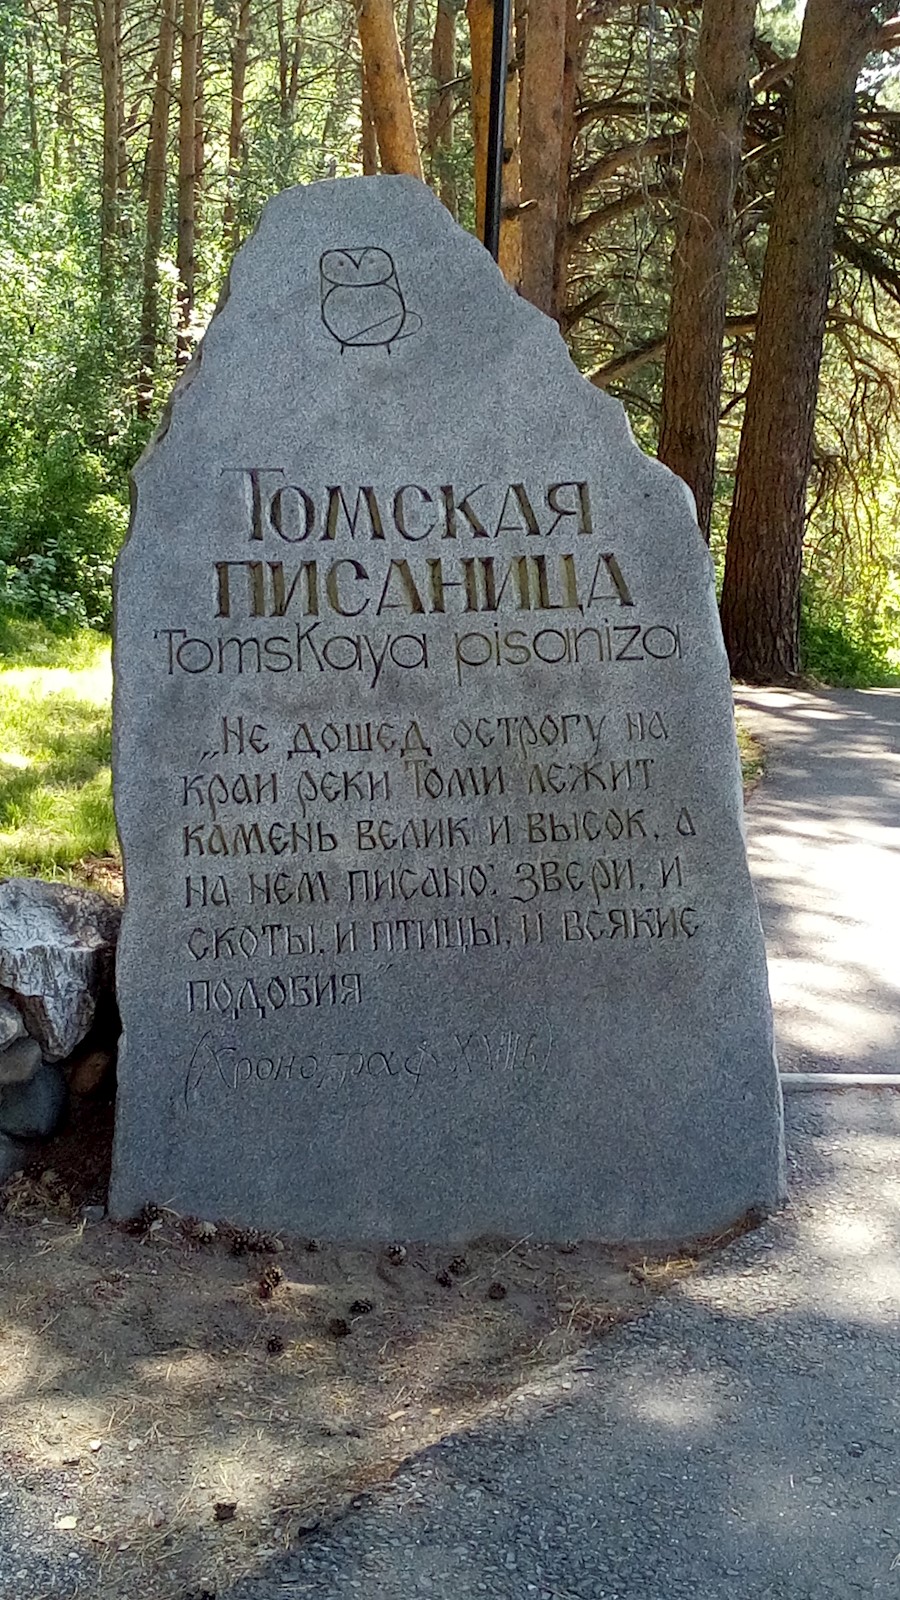 Томская
писаница
Tomskaya pisaniza
„Не дошед острогу на
краи реки Томи лежит
камень велик и высок, а
на нем писано: звери, и
скоты, и птицы, и всякие
подобия"
(Хронограф XVIIв)